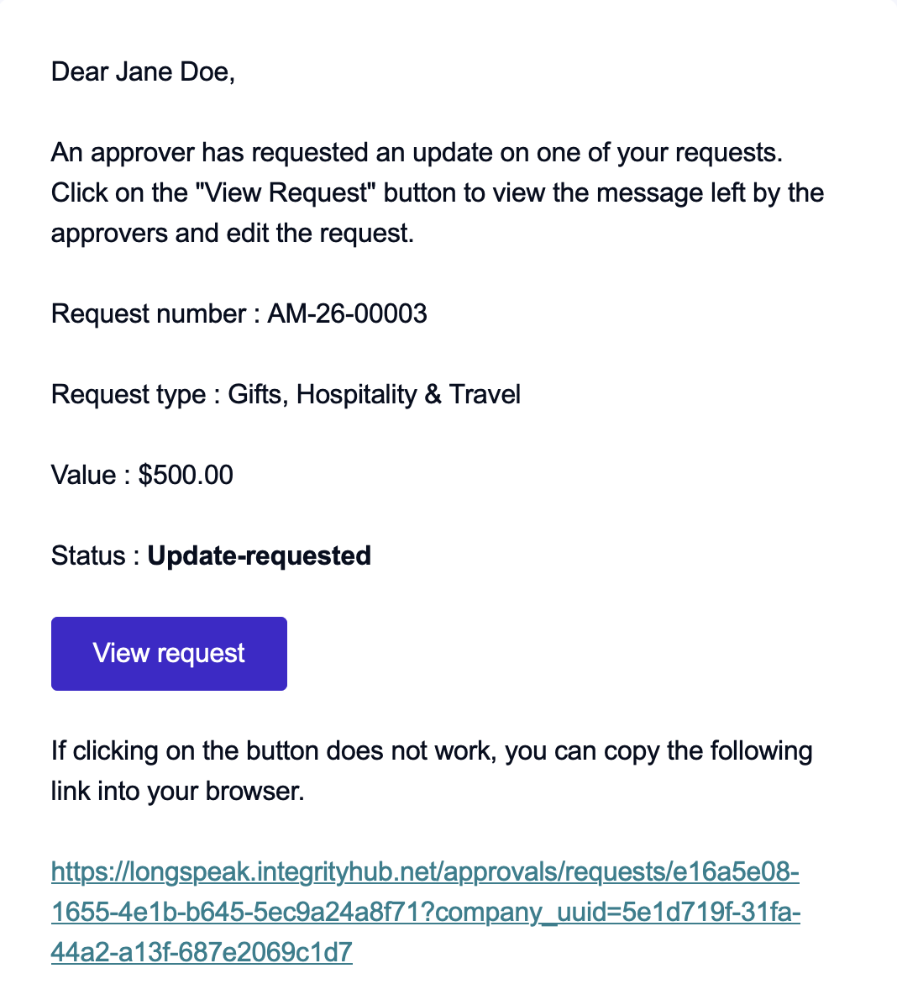 Dear Jane Doe,
An approver has requested an update on one of your requests.
Click on the "View Request" button to view the message left by the
approvers and edit the request.
Request number : AM-26-00003
Request type : Gifts, Hospitality & Travel
Value : $500.00
Status : Update-requested
View request
If clicking on the button does not work, you can copy the following
link into your browser.
https://longspeak.integrityhub.net/approvals/requests/e16a5e08-
1655-4e1b-b645-5ec9a24a8f71?company_uuid=5e1d719f-31fa-
44a2-a13f-687e2069c1d7